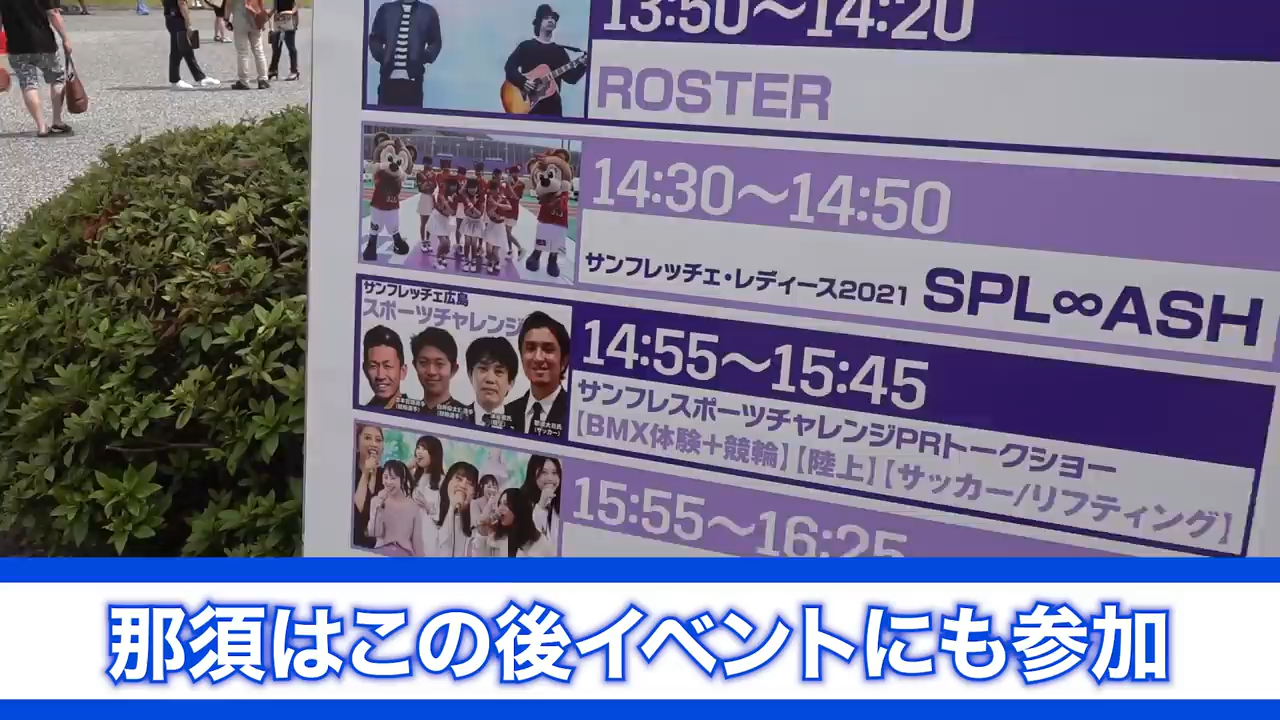 13:50〜14:20
ROSTER
14:30〜14:50
サンフレッチェ・レディース2021 SPL∞ASH
サンフレッチェ広島
スポーツチャレンジ
14:55〜15:45
サンフレスポーツチャレンジPRトークショー
【BMX体験+競輪】【陸上】【サッカー/リフティング】
15:55〜16:25
那須はこの後イベントにも参加